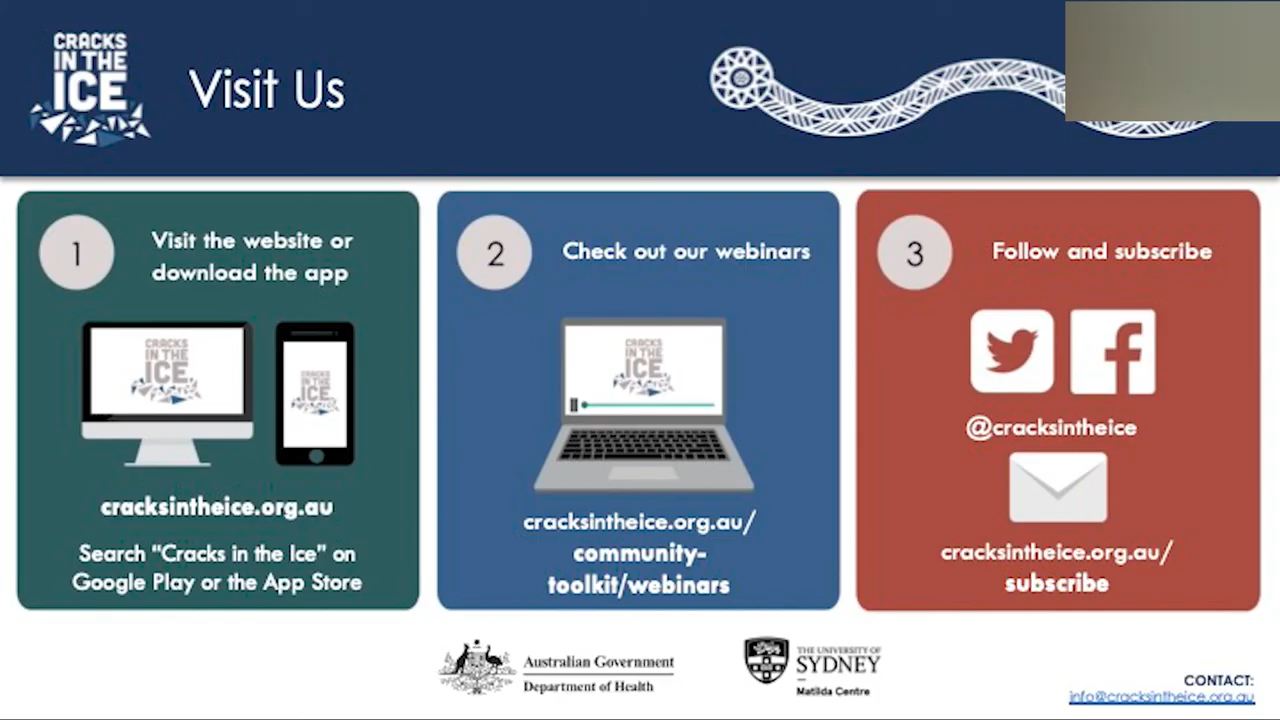 CRACKS
IN THE
ICE
Visit Us
1
Visit the website or
download the app
CRACKS
IN THE
ICE
CRACKS
IN THE
ICE
cracksintheice.org.au
Search "Cracks in the Ice" on
Google Play or the App Store
2
Check out our webinars
CRACKS
IN THE
ICE
cracksintheice.org.au/
community-
toolkit/webinars
3
Follow and subscribe
@cracksintheice
cracksintheice.org.au/
subscribe
Australian Government
Department of Health
THE UNIVERSITY OF
SYDNEY
Matilda Centre
CONTACT:
info@cracksintheice.org.au